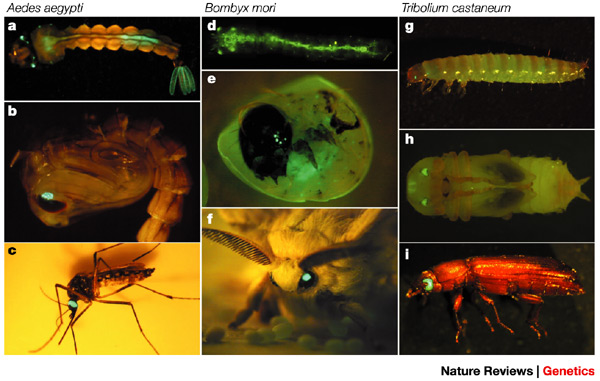 Aedes aegypti
Bombyx mori
Tribolium castaneum
a
b
c
d
e
f
g
h
i
Nature Reviews | Genetics